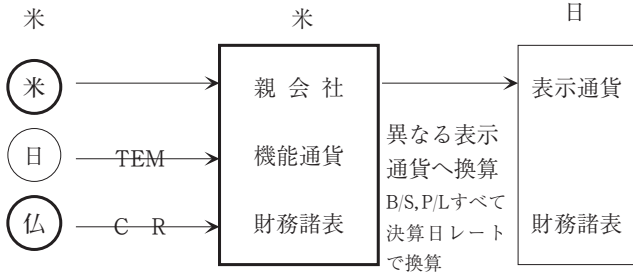 米 米 日
米 親会社 表示通貨
日 TEM 機能通貨
仏 C R 財務諸表 財務諸表
異なる表示
通貨へ換算
B/S,P/Lすべて
決算日レート
で換算